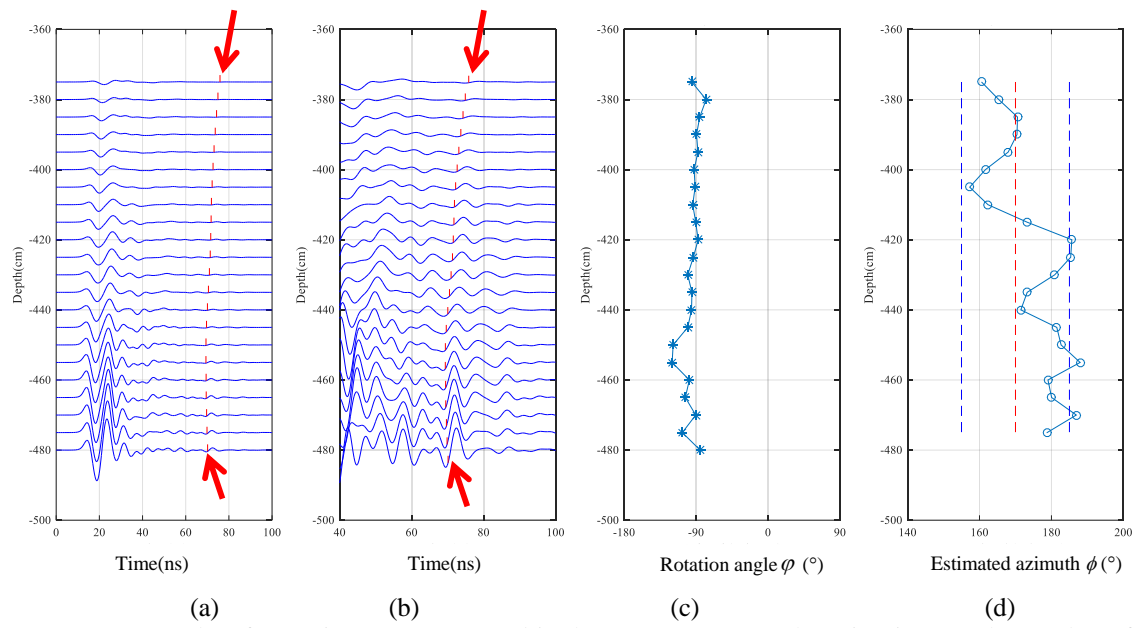 -360
-380
-400
-420
-440
-460
-480
-500
Depth(cm)
0 20 40 60 80 100
Time(ns)
(a)
-360
-380
-400
-420
-440
-460
-480
-500
Depth(cm)
40 60 80 100
Time(ns)
(b)
-360
-380
-400
-420
-440
-460
-480
-500
Depth(cm)
-180 -90 0 90
Rotation angle φ (°)
(c)
-360
-380
-400
-420
-440
-460
-480
-500
Depth(cm)
140 160 180 200
Estimated azimuth ϕ (°)
(d)